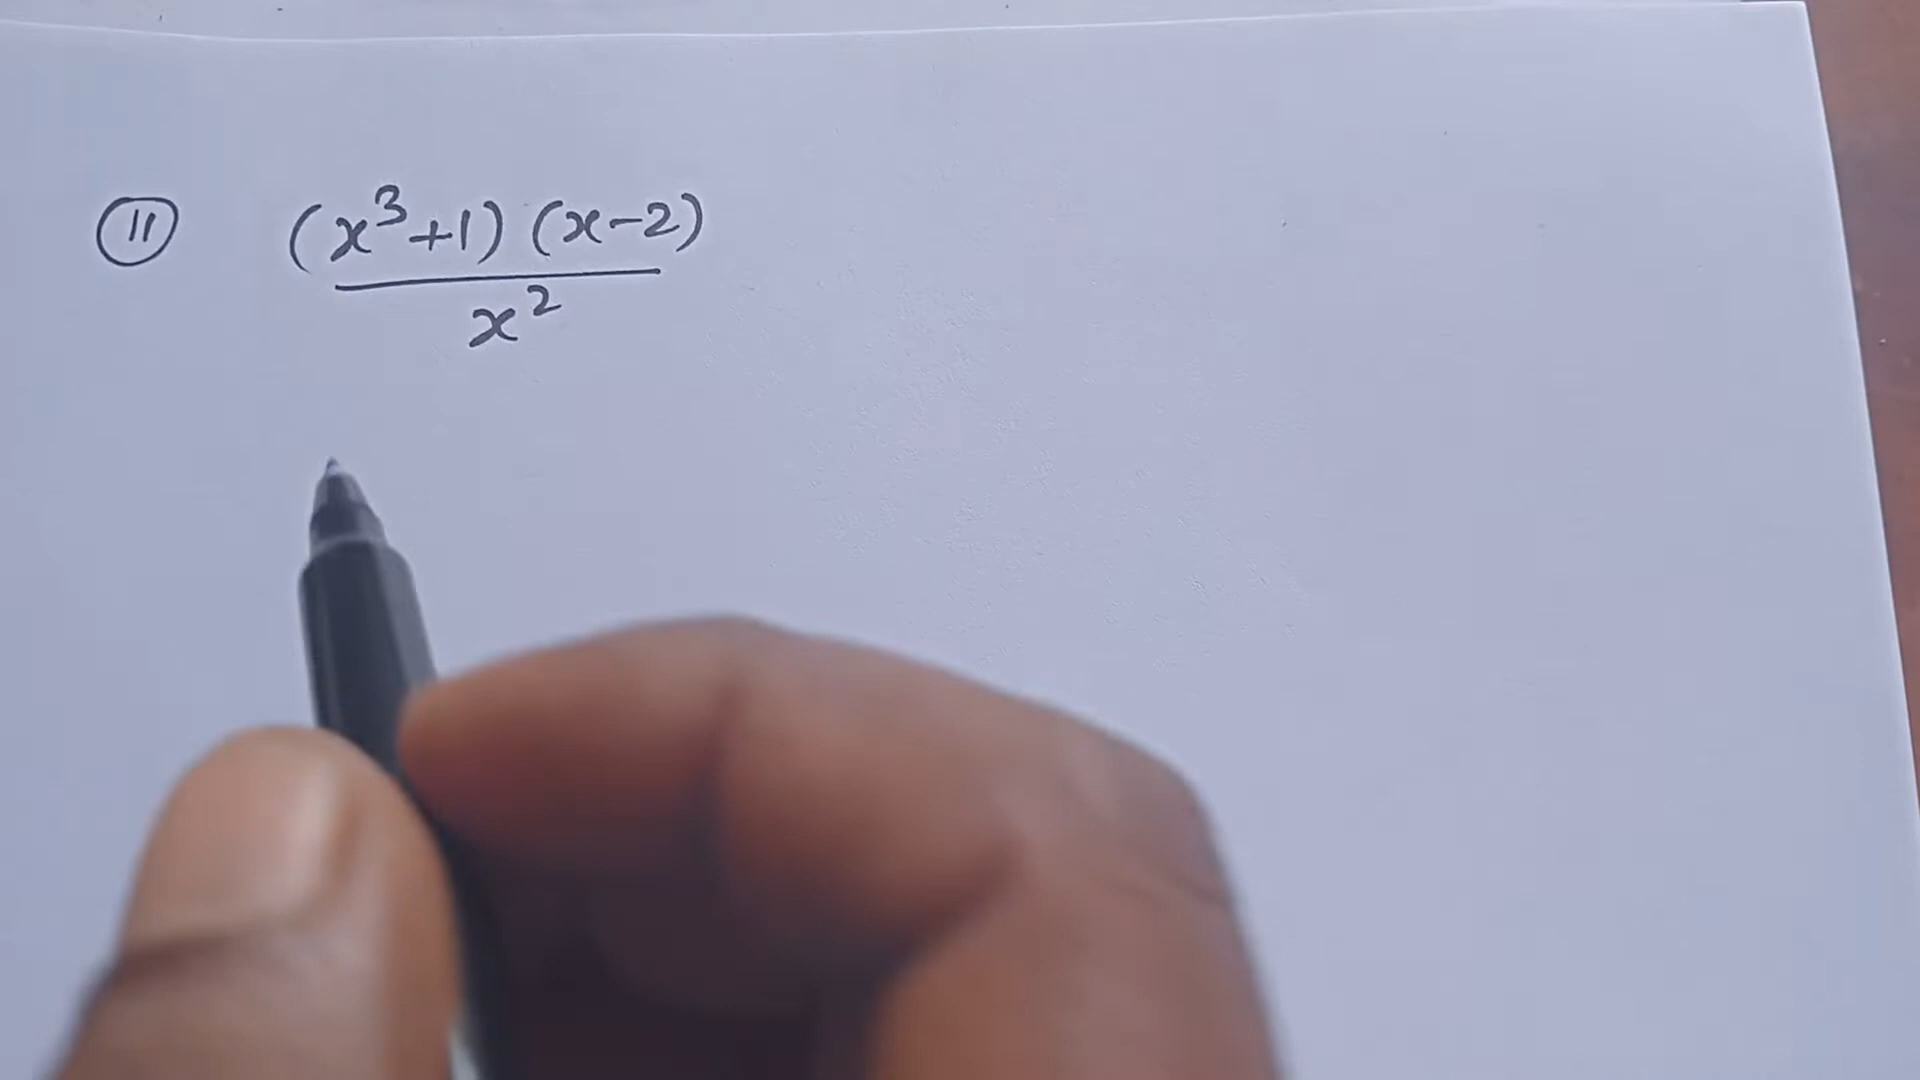 ⑪ (x³+1) (x-2)
x²